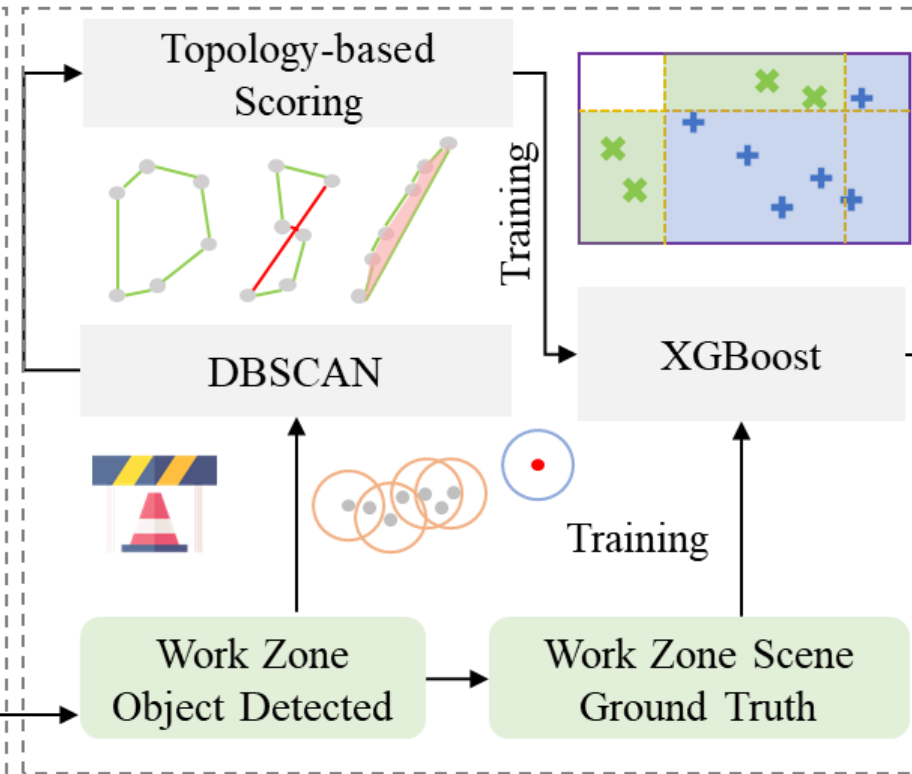 Topology-based
Scoring
Training
DBSCAN
XGBoost
Training
Work Zone
Object Detected
Work Zone Scene
Ground Truth